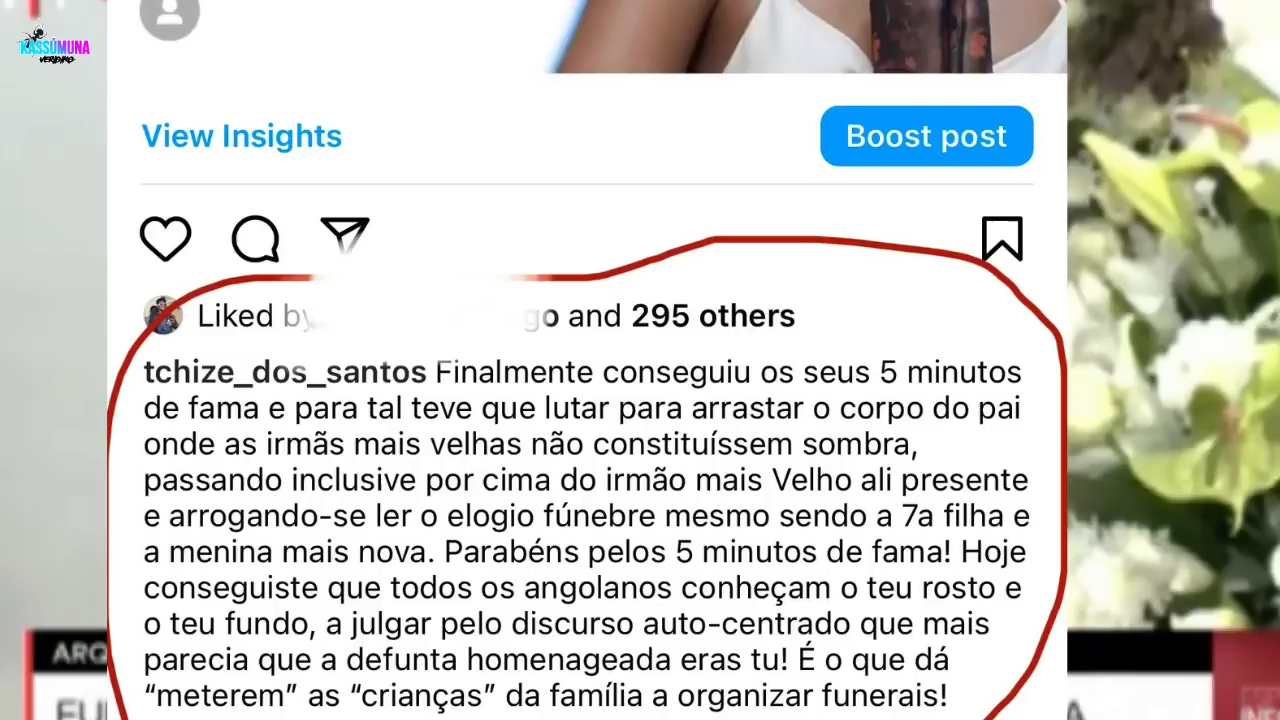 KASSÚMUNA
VERIDIKO
View Insights
Boost post
Liked by go and 295 others
tchize_dos_santos Finalmente conseguiu os seus 5 minutos
de fama e para tal teve que lutar para arrastar o corpo do pai
onde as irmãs mais velhas não constituíssem sombra,
passando inclusive por cima do irmão mais Velho ali presente
e arrogando-se ler o elogio fúnebre mesmo sendo a 7a filha e
a menina mais nova. Parabéns pelos 5 minutos de fama! Hoje
conseguiste que todos os angolanos conheçam o teu rosto e
o teu fundo, a julgar pelo discurso auto-centrado que mais
parecia que a defunta homenageada eras tu! É o que dá
“meterem” as “crianças” da família a organizar funerais!
ARQ